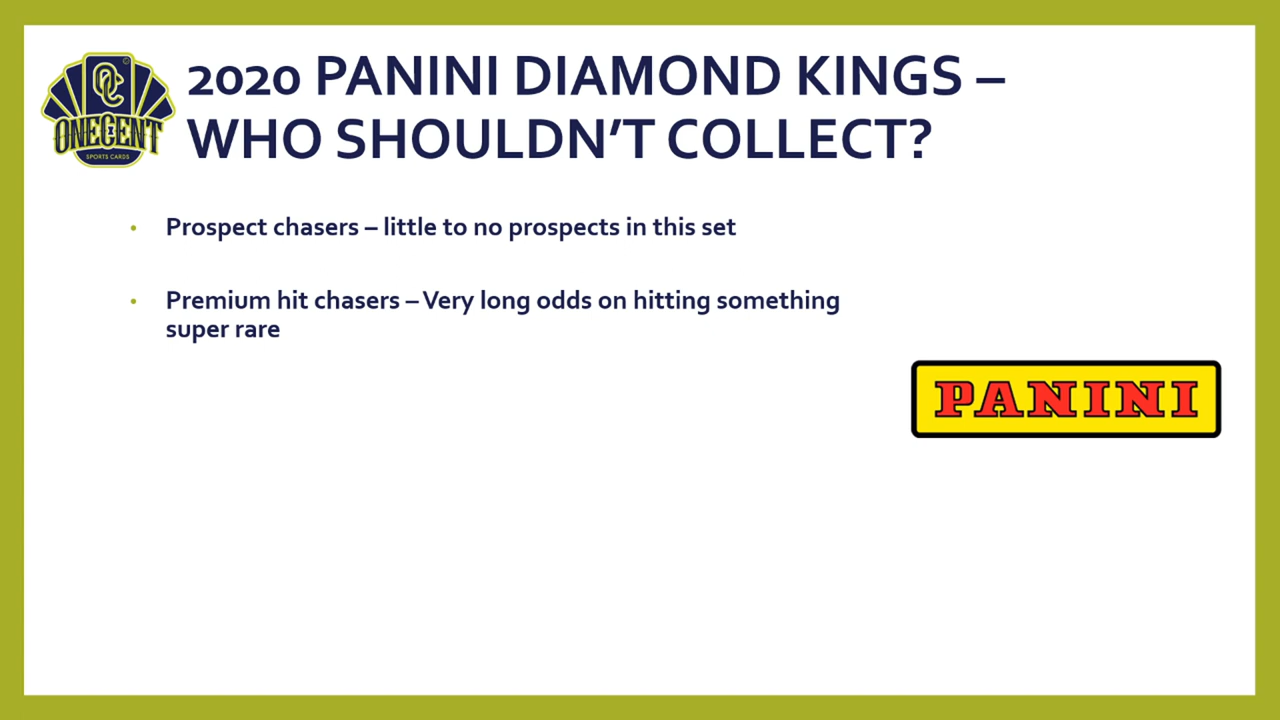 2020 PANINI DIAMOND KINGS –
WHO SHOULDN'T COLLECT?
OC
ONECENT
SPORTS CARDS
• Prospect chasers – little to no prospects in this set
• Premium hit chasers – Very long odds on hitting something
super rare
PANINI